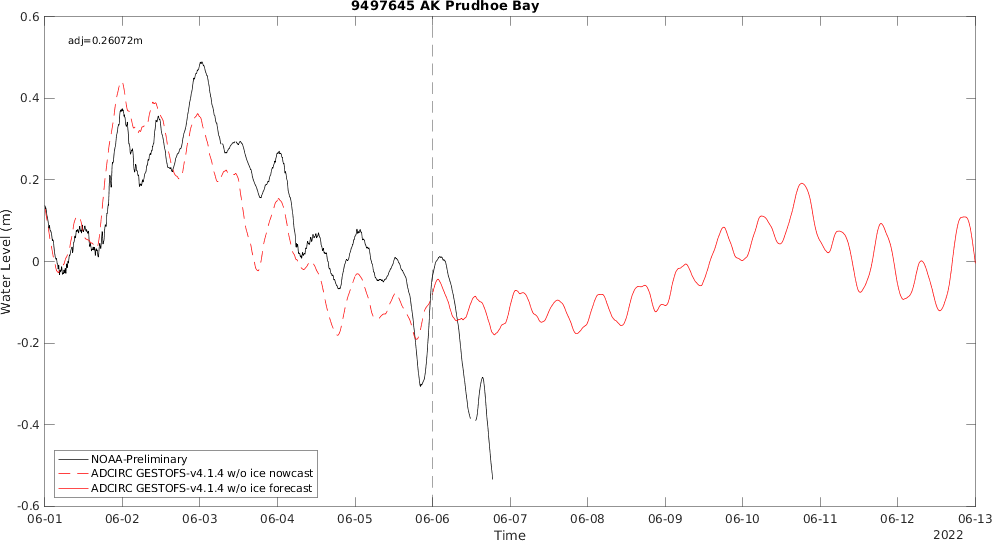 9497645 AK Prudhoe Bay
adj=0.26072m
0.6
0.4
0.2
0
-0.2
-0.4
-0.6
Water Level (m)
NOAA-Preliminary
ADCIRC GESTOFS-v4.1.4 w/o ice nowcast
ADCIRC GESTOFS-v4.1.4 w/o ice forecast
06-01 06-02 06-03 06-04 06-05 06-06 06-07 06-08 06-09 06-10 06-11 06-12 06-13
Time
2022